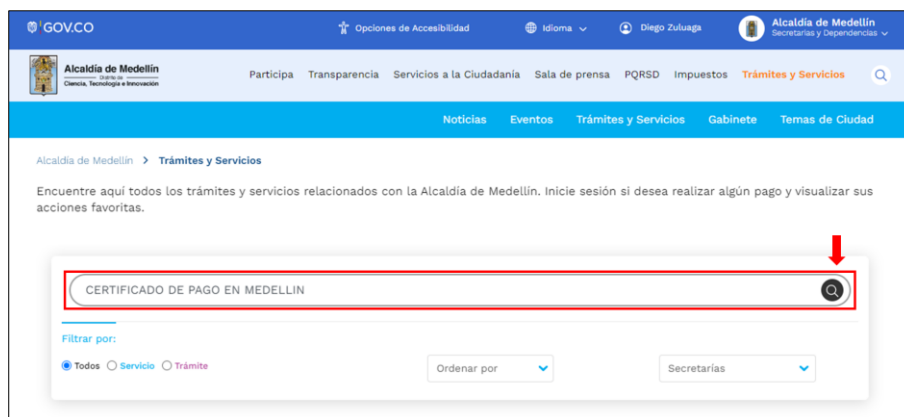 GOV.CO
Opciones de Accesibilidad
Idioma
Diego Zuluaga
Alcaldía de Medellín
Secretarías y Dependencias
Alcaldía de Medellín
Distrito de
Ciencia, Tecnología e Innovación
Participa Transparencia Servicios a la Ciudadanía Sala de prensa PQRSD Impuestos Trámites y Servicios
Noticias Eventos Trámites y Servicios Gabinete Temas de Ciudad
Alcaldía de Medellín > Trámites y Servicios
Encuentre aquí todos los trámites y servicios relacionados con la Alcaldía de Medellín. Inicie sesión si desea realizar algún pago y visualizar sus
acciones favoritas.
CERTIFICADO DE PAGO EN MEDELLIN
Filtrar por:
Todos Servicio Trámite
Ordenar por
Secretarías